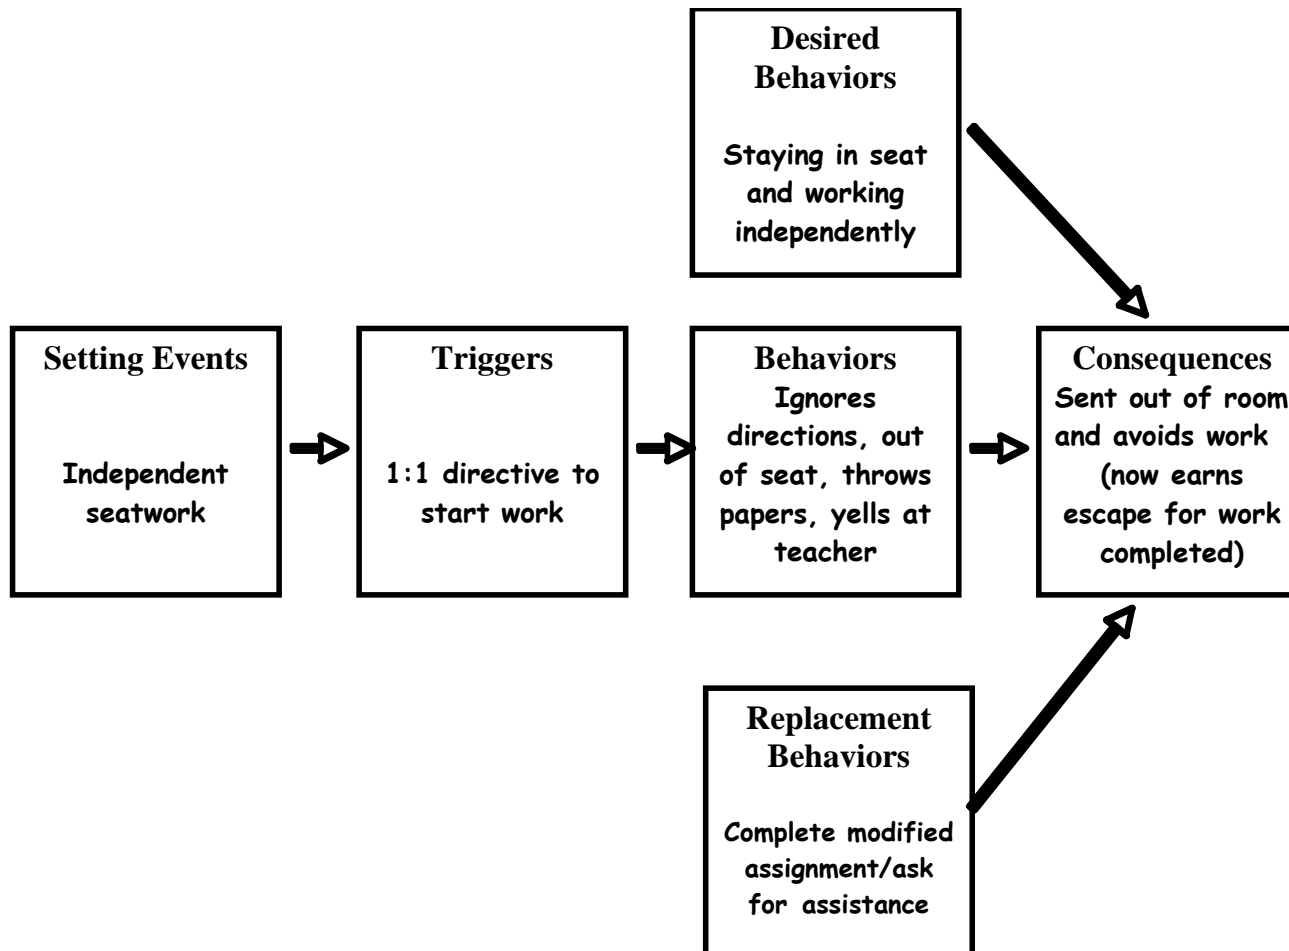 Desired
Behaviors
Staying in seat
and working
independently
Setting Events
Independent
seatwork
Triggers
1:1 directive to
start work
Behaviors
Ignores
directions, out
of seat, throws
papers, yells at
teacher
Consequences
Sent out of room
and avoids work
(now earns
escape for work
completed)
Replacement
Behaviors
Complete modified
assignment/ask
for assistance